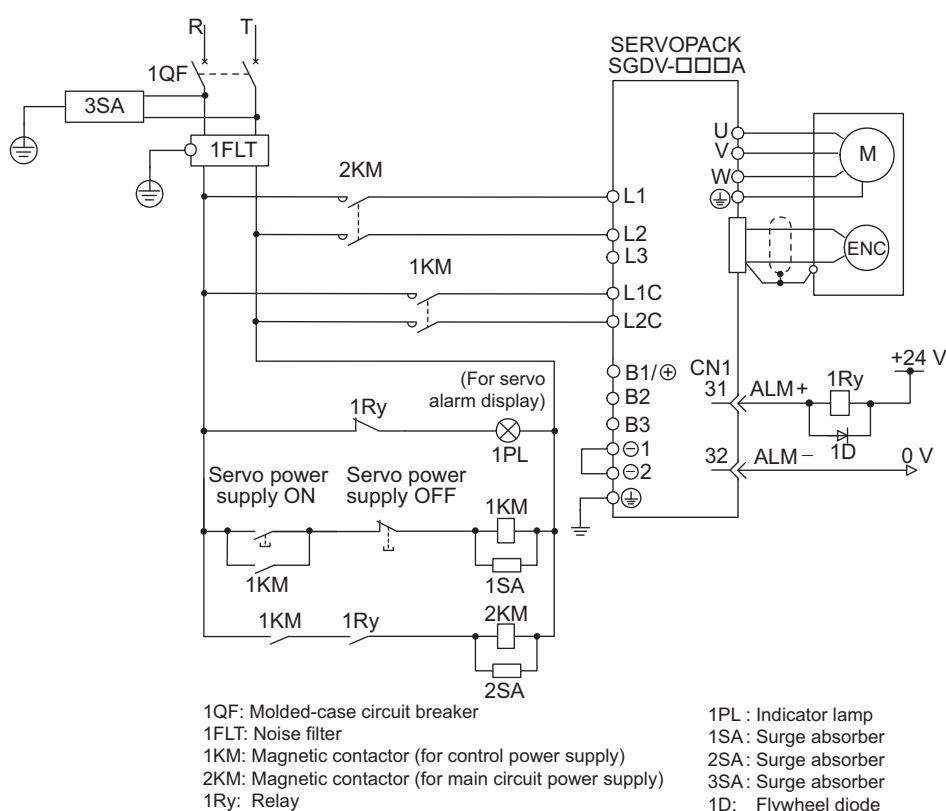 R T
SERVOPACK
SGDV-□□□A
1QF
3SA
1FLT
U
V
M
W
2KM
L1
L2
ENC
L3
1KM
L1C
L2C
+24 V
(For servo
alarm display)
B1/⊕
CN1
31
ALM+
1Ry
1Ry
B2
1PL
B3
1D
Servo power
supply ON
Servo power
supply OFF
⊖1
⊖2
32
ALM−
0 V
1KM
1KM
1SA
1KM
1Ry
2KM
2SA
1QF: Molded-case circuit breaker
1FLT: Noise filter
1KM: Magnetic contactor (for control power supply)
2KM: Magnetic contactor (for main circuit power supply)
1Ry: Relay
1PL : Indicator lamp
1SA : Surge absorber
2SA : Surge absorber
3SA : Surge absorber
1D: Flywheel diode